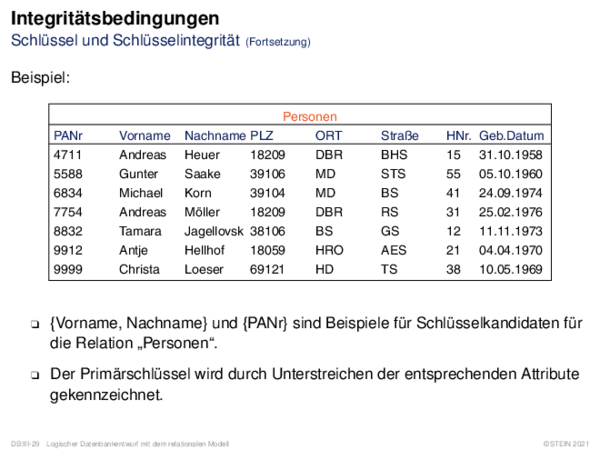 Integritätsbedingungen
Schlüssel und Schlüsselintegrität (Fortsetzung)
Beispiel:
Personen
PANr Vorname Nachname PLZ ORT Straße HNr. Geb.Datum
4711 Andreas Heuer 18209 DBR BHS 15 31.10.1958
5588 Gunter Saake 39106 MD STS 55 05.10.1960
6834 Michael Korn 39104 MD BS 41 24.09.1974
7754 Andreas Möller 18209 DBR RS 31 25.02.1976
8832 Tamara Jagellovsk 38106 BS GS 12 11.11.1973
9912 Antje Hellhof 18059 HRO AES 21 04.04.1970
9999 Christa Loeser 69121 HD TS 38 10.05.1969
❑ {Vorname, Nachname} und {PANr} sind Beispiele für Schlüsselkandidaten für
die Relation „Personen“.
❑ Der Primärschlüssel wird durch Unterstreichen der entsprechenden Attribute
gekennzeichnet.
DB:III-29 Logischer Datenbankentwurf mit dem relationalen Modell ©STEIN 2021